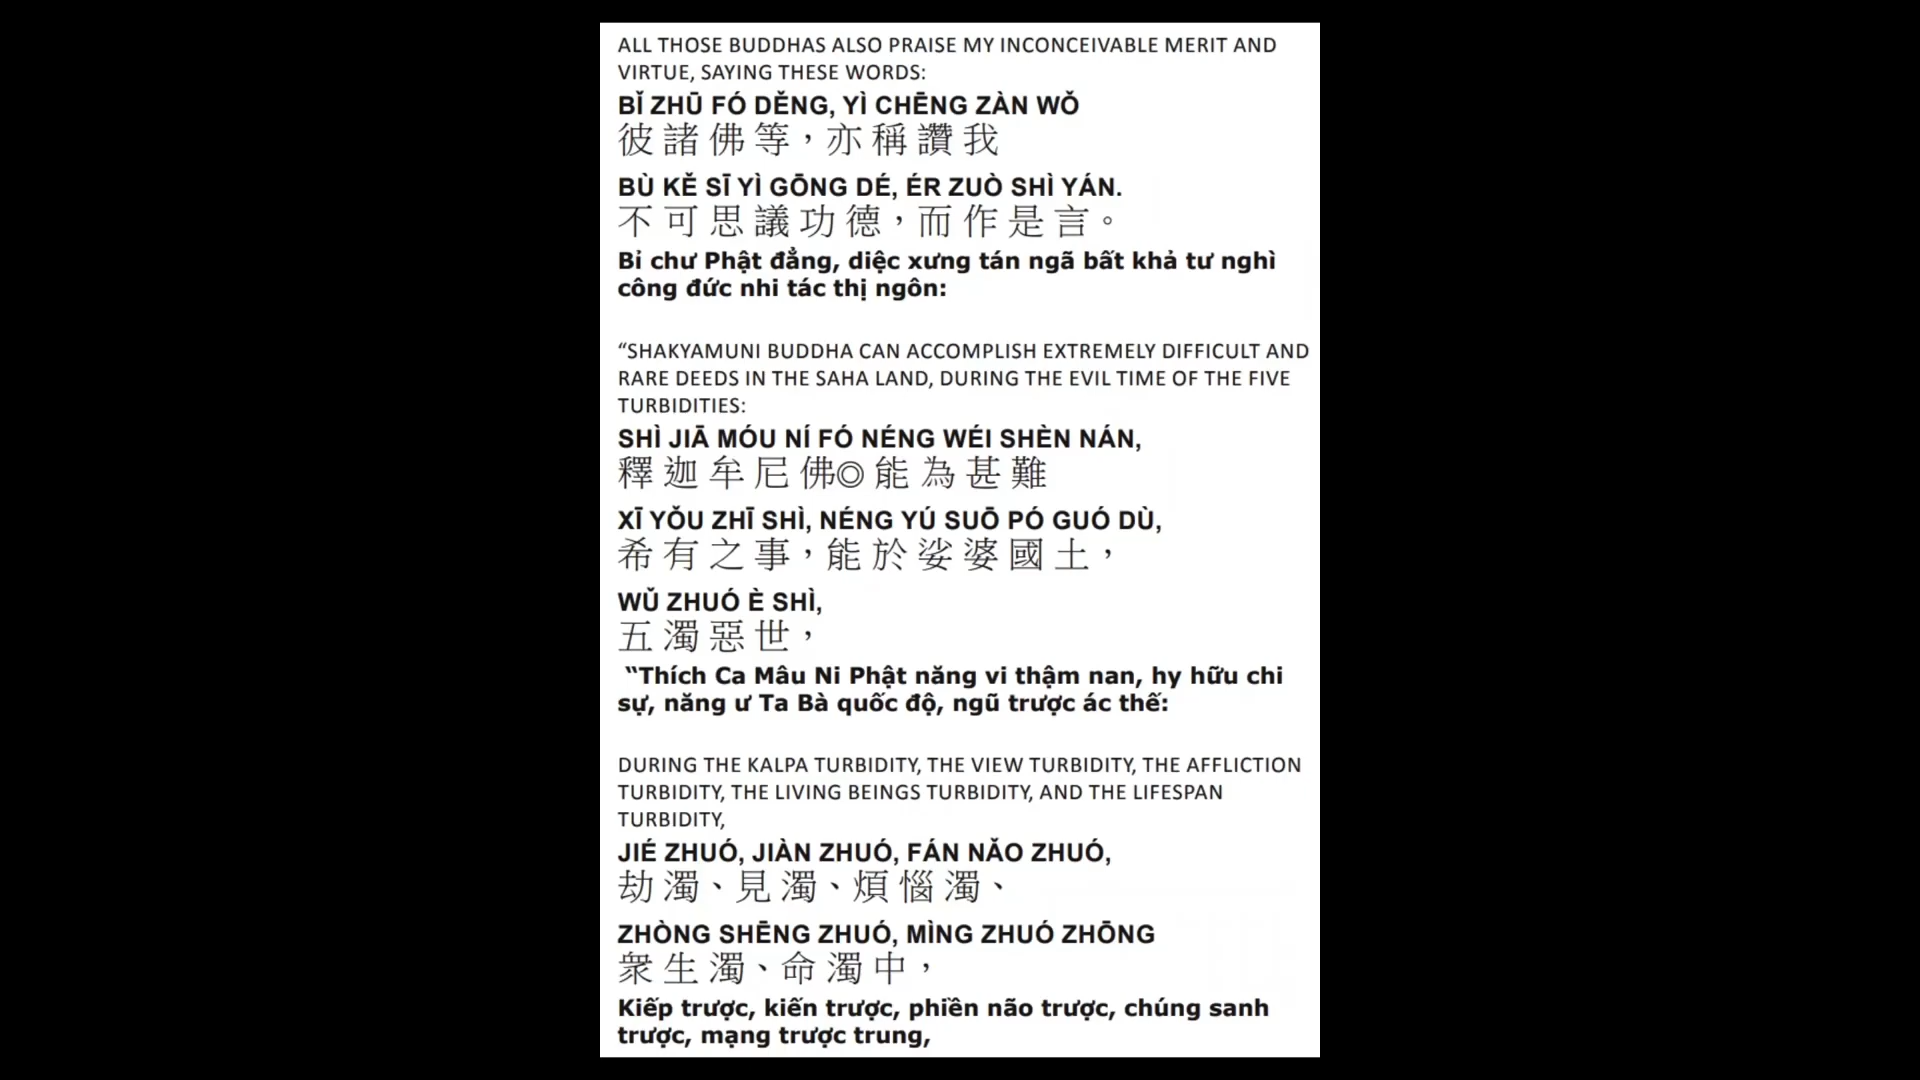 ALL THOSE BUDDHAS ALSO PRAISE MY INCONCEIVABLE MERIT AND
VIRTUE, SAYING THESE WORDS:
BǏ ZHŪ FÓ DĚNG, YÌ CHĒNG ZÀN WǑ
彼諸佛等，亦稱讚我
BÙ KĚ SĪ YÌ GŌNG DÉ, ÉR ZUÒ SHÌ YÁN.
不可思議功德，而作是言。
Bỉ chư Phật đẳng, diệc xưng tán ngã bất khả tư nghì
công đức nhi tác thị ngôn:
“SHAKYAMUNI BUDDHA CAN ACCOMPLISH EXTREMELY DIFFICULT AND
RARE DEEDS IN THE SAHA LAND, DURING THE EVIL TIME OF THE FIVE
TURBIDITIES:
SHÌ JIĀ MÓU NÍ FÓ NÉNG WÉI SHÈN NÁN,
釋迦牟尼佛◎能為甚難
XĪ YǑU ZHĪ SHÌ, NÉNG YÚ SUŌ PÓ GUÓ DÙ,
希有之事，能於娑婆國土，
WǓ ZHUÓ È SHÌ,
五濁惡世，
“Thích Ca Mâu Ni Phật năng vi thậm nan, hy hữu chi
sự, năng ư Ta Bà quốc độ, ngũ trược ác thế:
DURING THE KALPA TURBIDITY, THE VIEW TURBIDITY, THE AFFLICTION
TURBIDITY, THE LIVING BEINGS TURBIDITY, AND THE LIFESPAN
TURBIDITY,
JIÉ ZHUÓ, JIÀN ZHUÓ, FÁN NǍO ZHUÓ,
劫濁、見濁、煩惱濁、
ZHÒNG SHĒNG ZHUÓ, MÌNG ZHUÓ ZHŌNG
衆生濁、命濁中，
Kiếp trược, kiến trược, phiền não trược, chúng sanh
trược, mạng trược trung,